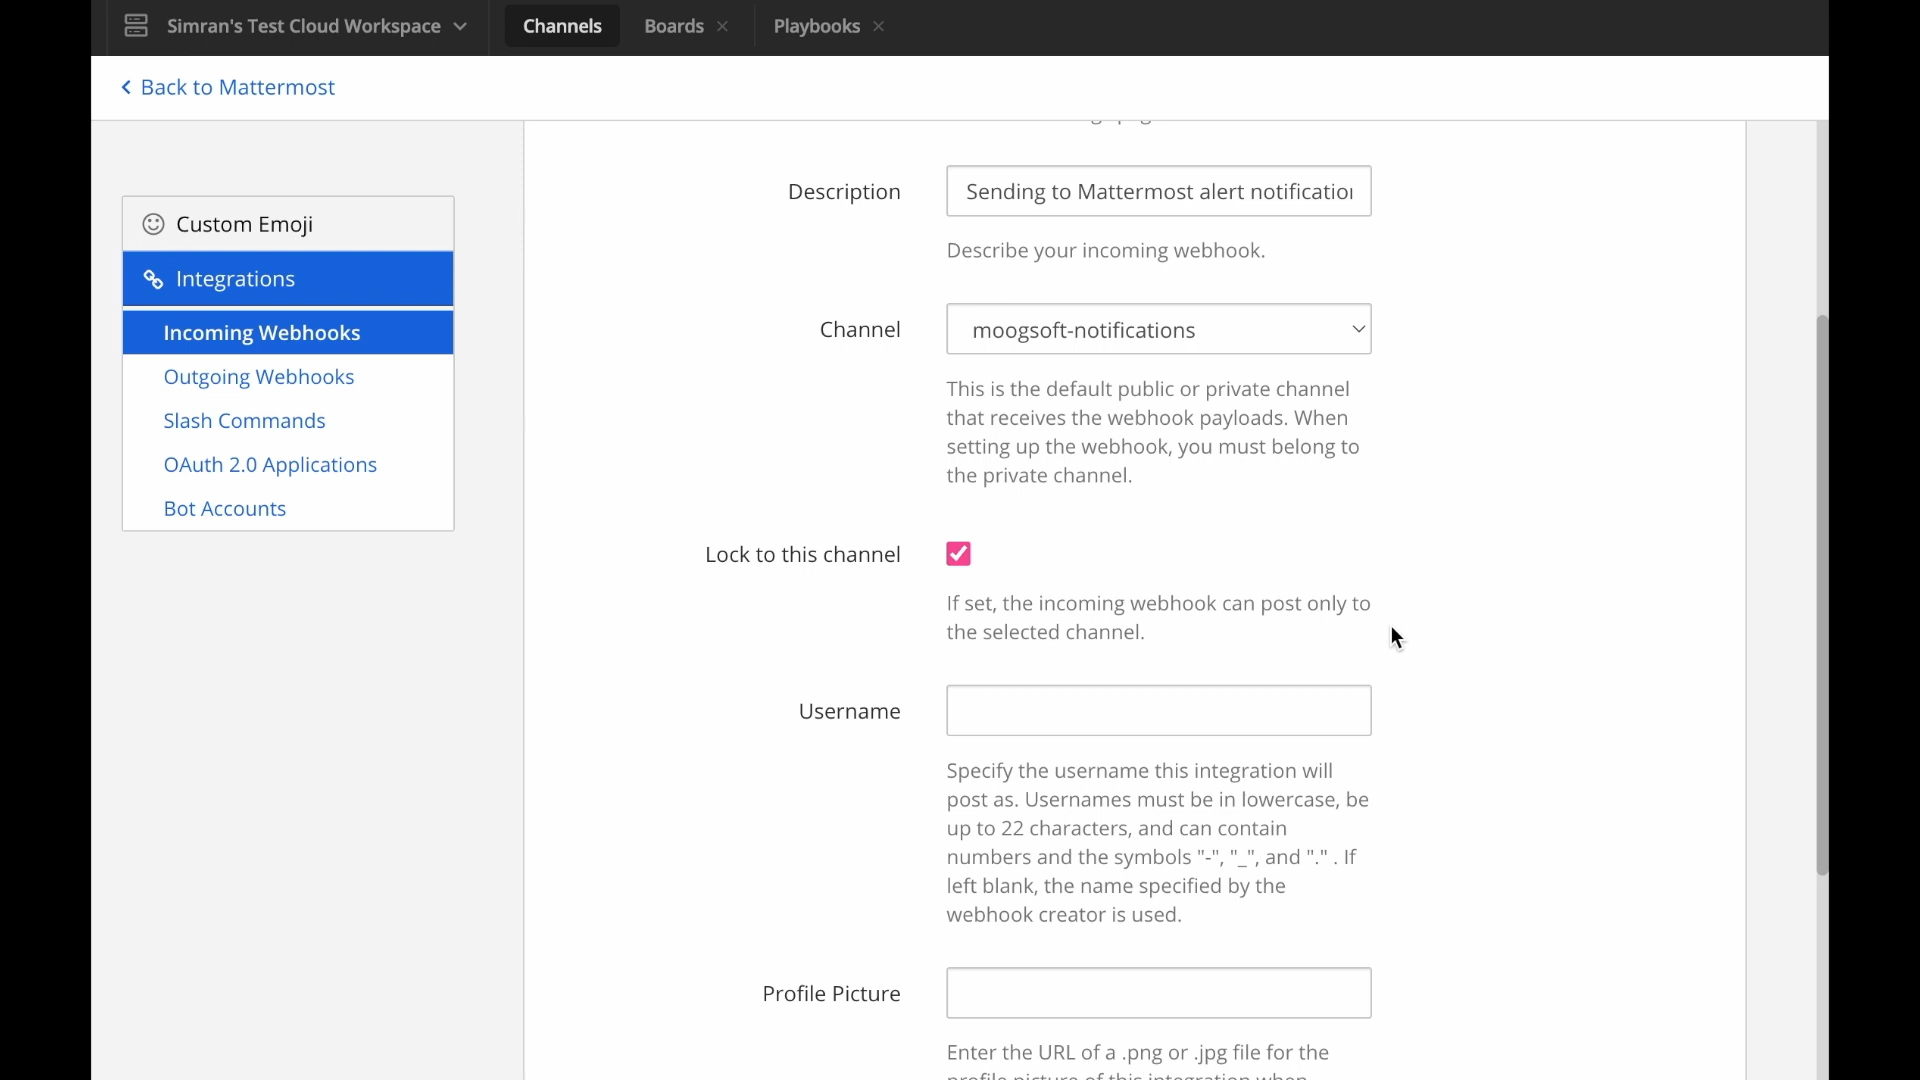 Simran's Test Cloud Workspace
Channels
Boards
Playbooks
Back to Mattermost
Custom Emoji
Integrations
Incoming Webhooks
Outgoing Webhooks
Slash Commands
OAuth 2.0 Applications
Bot Accounts
Description
Sending to Mattermost alert notification
Describe your incoming webhook.
Channel
moogsoft-notifications
This is the default public or private channel
that receives the webhook payloads. When
setting up the webhook, you must belong to
the private channel.
Lock to this channel
If set, the incoming webhook can post only to
the selected channel.
Username
Specify the username this integration will
post as. Usernames must be in lowercase, be
up to 22 characters, and can contain
numbers and the symbols "-", "_", and "." . If
left blank, the name specified by the
webhook creator is used.
Profile Picture
Enter the URL of a .png or .jpg file for the
profile picture of this integration when